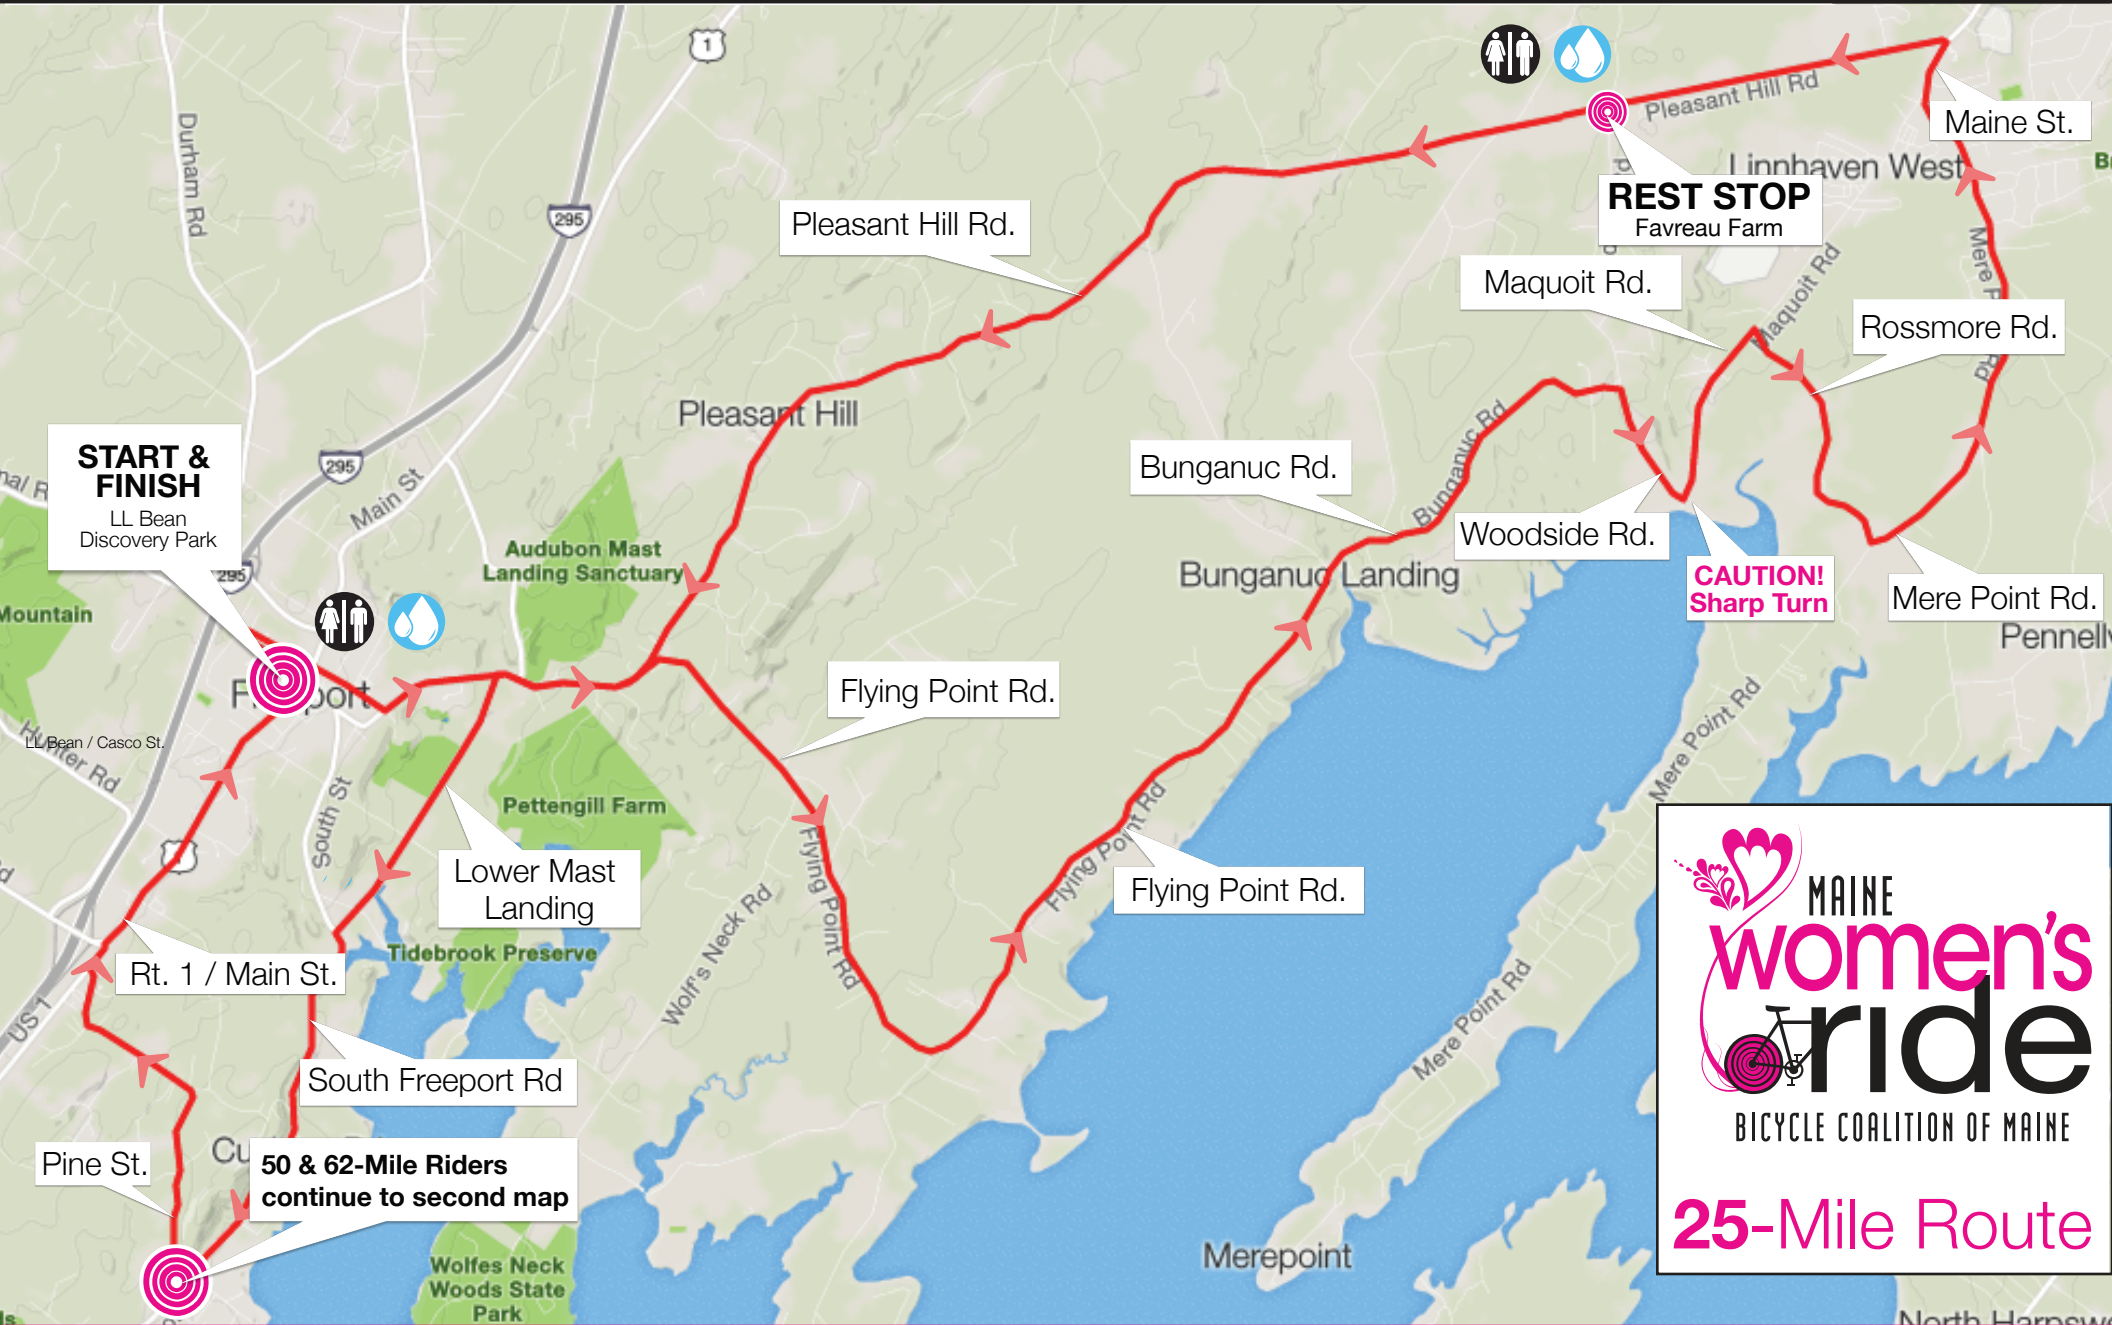 1
Durham Rd
295
Pleasant Hill Rd
Maine St.
Linnhaven West
REST STOP
Favreau Farm
Pleasant Hill Rd.
Maquoit Rd.
Maquoit Rd
Rossmore Rd.
Mere P
Rd
Pleasant Hill
START &
FINISH
LL Bean
Discovery Park
295
Main St
295
Bunganuc Rd.
Bunganuc Rd
Woodside Rd.
CAUTION!
Sharp Turn
Mere Point Rd.
Audubon Mast
Landing Sanctuary
Bunganuc Landing
Mountain
Flying Point Rd.
LL Bean / Casco St.
Hunter Rd
South St
Pettengill Farm
Mere Point Rd
Lower Mast
Landing
Flying Point Rd
Flying Point Rd
Flying Point Rd.
Wolf's Neck Rd
Tidebrook Preserve
Rt. 1 / Main St.
US 1
Mere Point Rd
South Freeport Rd
Pine St.
50 & 62-Mile Riders
continue to second map
Wolfes Neck
Woods State
Park
Merepoint
MAINE
women's
ride
BICYCLE COALITION OF MAINE
25-Mile Route